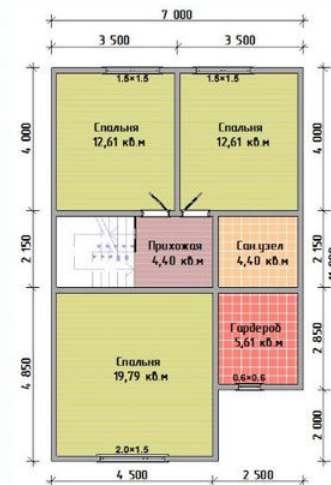 7 000
3 500
3 500
1.5×1.5
1.5×1.5
4 000
Спальня
12,61 кв.м
Спальня
12,61 кв.м
4 000
2 150
Прихожая
4,40 кв.м
Сан.узел
4,40 кв.м
2 150
4 850
Спальня
19,79 кв.м
Гардероб
5,61 кв.м
2 850
0.6×0.6
2 000
2.0×1.5
4 500
2 500